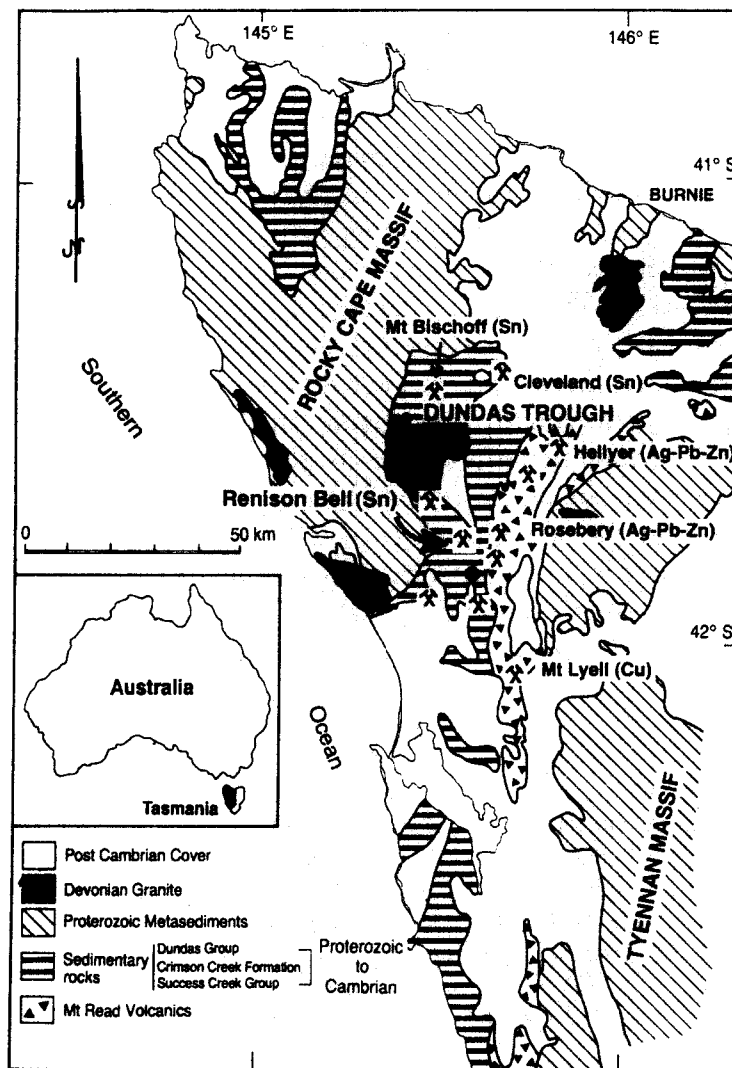 145° E
146° E
41° S
BURNIE
ROCKY CAPE MASSIF
Mt Bischoff (Sn)
Cleveland (Sn)
DUNDAS TROUGH
Southern
Hellyer (Ag-Pb-Zn)
Renison Bell (Sn)
0 50 km
Rosebery (Ag-Pb-Zn)
42° S
Mt Lyell (Cu)
Australia
Ocean
Tasmania
TYENNAN MASSIF
Post Cambrian Cover
Devonian Granite
Proterozoic Metasediments
Sedimentary rocks
Dundas Group
Crimson Creek Formation
Success Creek Group
Proterozoic to Cambrian
Mt Read Volcanics